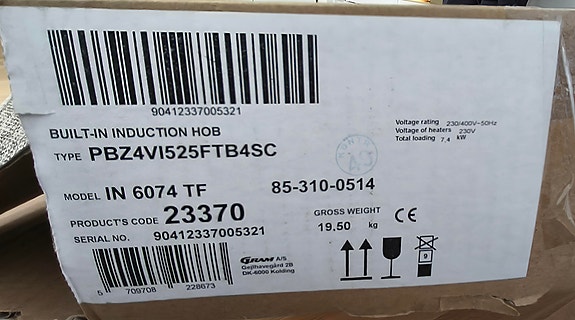 90412337005321
BUILT-IN INDUCTION HOB
TYPE PBZ4VI525FTB4SC
Voltage rating 230/400V~50Hz
Voltage of heaters 230V
Total loading 7,4 kW
MODEL IN 6074 TF 85-310-0514
PRODUCT'S CODE 23370
SERIAL NO. 90412337005321
GROSS WEIGHT
19,50 kg
CE
GRAM A/S
Gejlhavegård 2B
DK-6000 Kolding
9
5 709708 228673